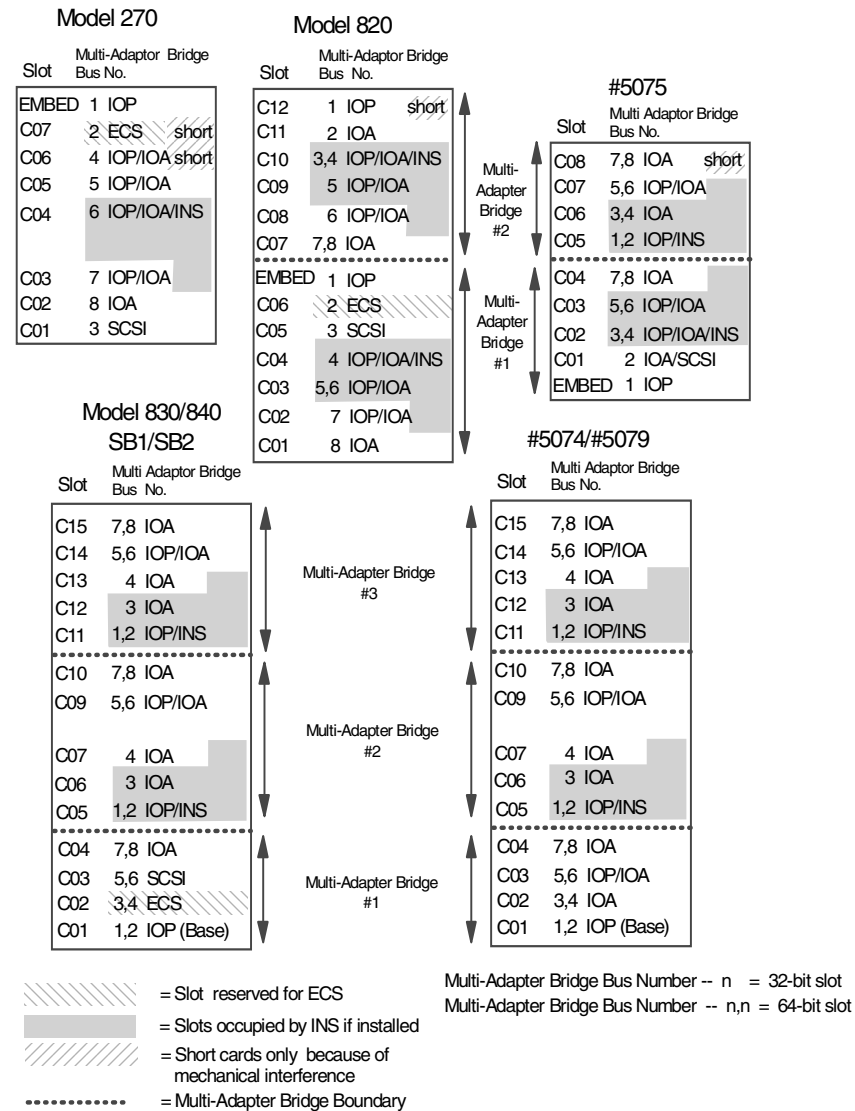 Model 270
Multi-Adaptor Bridge
Slot Bus No.
EMBED 1 IOP
C07 2 ECS short
C06 4 IOP/IOA short
C05 5 IOP/IOA
C04 6 IOP/IOA/INS
C03 7 IOP/IOA
C02 8 IOA
C01 3 SCSI
Model 820
Multi-Adaptor Bridge
Slot Bus No.
C12 1 IOP short
C11 2 IOA
C10 3,4 IOP/IOA/INS
C09 5 IOP/IOA
C08 6 IOP/IOA
C07 7,8 IOA
EMBED 1 IOP
C06 2 ECS
C05 3 SCSI
C04 4 IOP/IOA/INS
C03 5,6 IOP/IOA
C02 7 IOP/IOA
C01 8 IOA
Multi-
Adapter
Bridge
#2
Multi-
Adapter
Bridge
#1
#5075
Multi Adaptor Bridge
Slot Bus No.
C08 7,8 IOA short
C07 5,6 IOP/IOA
C06 3,4 IOA
C05 1,2 IOP/INS
C04 7,8 IOA
C03 5,6 IOP/IOA
C02 3,4 IOP/IOA/INS
C01 2 IOA/SCSI
EMBED 1 IOP
Model 830/840
SB1/SB2
Multi Adaptor Bridge
Slot Bus No.
C15 7,8 IOA
C14 5,6 IOP/IOA
C13 4 IOA
C12 3 IOA
C11 1,2 IOP/INS
C10 7,8 IOA
C09 5,6 IOP/IOA
C07 4 IOA
C06 3 IOA
C05 1,2 IOP/INS
C04 7,8 IOA
C03 5,6 SCSI
C02 3,4 ECS
C01 1,2 IOP (Base)
Multi-Adapter Bridge
#3
Multi-Adapter Bridge
#2
Multi-Adapter Bridge
#1
#5074/#5079
Multi Adaptor Bridge
Slot Bus No.
C15 7,8 IOA
C14 5,6 IOP/IOA
C13 4 IOA
C12 3 IOA
C11 1,2 IOP/INS
C10 7,8 IOA
C09 5,6 IOP/IOA
C07 4 IOA
C06 3 IOA
C05 1,2 IOP/INS
C04 7,8 IOA
C03 5,6 IOP/IOA
C02 3,4 IOA
C01 1,2 IOP (Base)
= Slot reserved for ECS
= Slots occupied by INS if installed
= Short cards only because of
mechanical interference
= Multi-Adapter Bridge Boundary
Multi-Adapter Bridge Bus Number -- n = 32-bit slot
Multi-Adapter Bridge Bus Number -- n,n = 64-bit slot